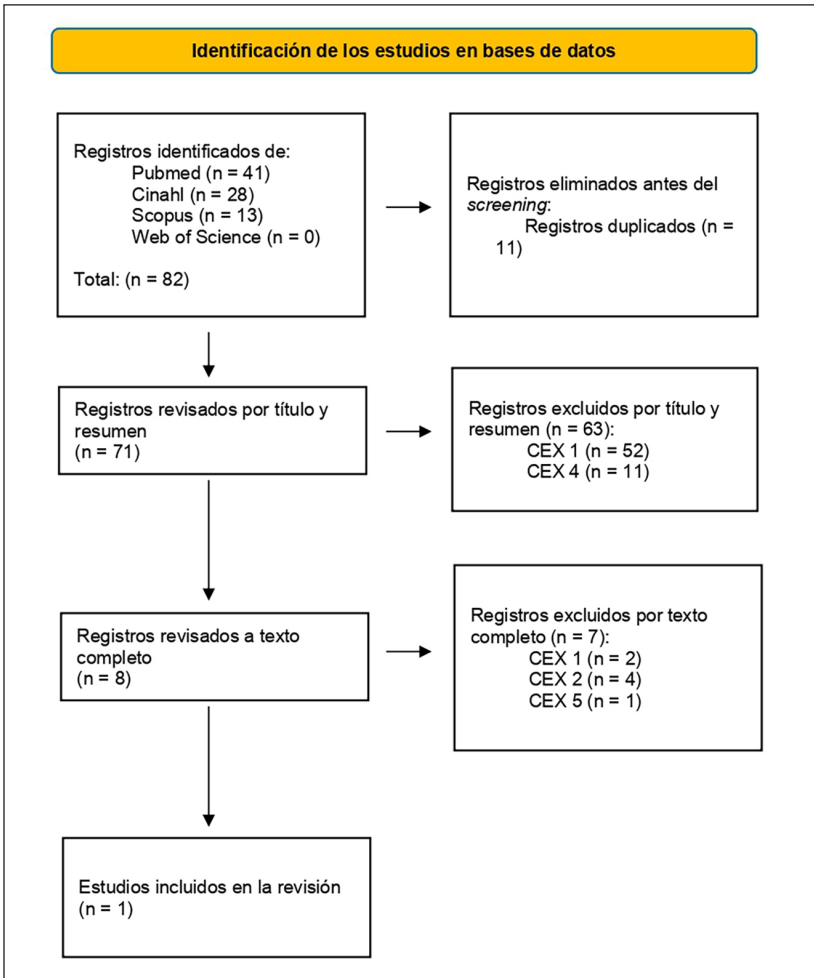 Identificación de los estudios en bases de datos
Registros identificados de:
Pubmed (n = 41)
Cinahl (n = 28)
Scopus (n = 13)
Web of Science (n = 0)
Total: (n = 82)
Registros eliminados antes del
screening:
Registros duplicados (n =
11)
Registros revisados por título y
resumen
(n = 71)
Registros excluidos por título y
resumen (n = 63):
CEX 1 (n = 52)
CEX 4 (n = 11)
Registros revisados a texto
completo
(n = 8)
Registros excluidos por texto
completo (n = 7):
CEX 1 (n = 2)
CEX 2 (n = 4)
CEX 5 (n = 1)
Estudios incluidos en la revisión
(n = 1)